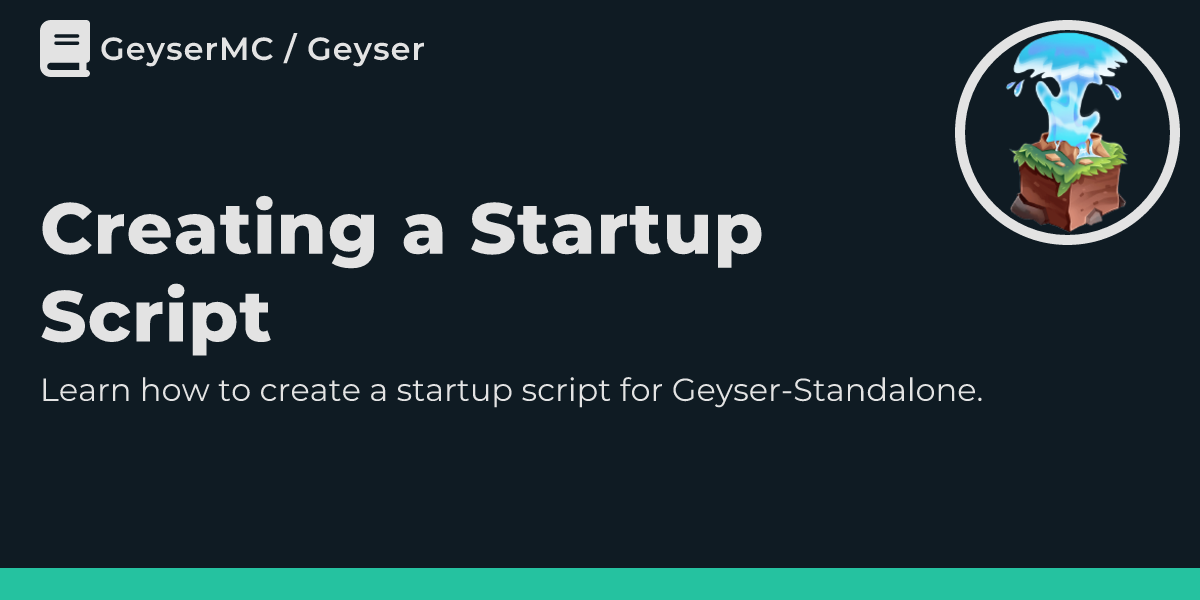 GeyserMC / Geyser
Creating a Startup
Script
Learn how to create a startup script for Geyser-Standalone.